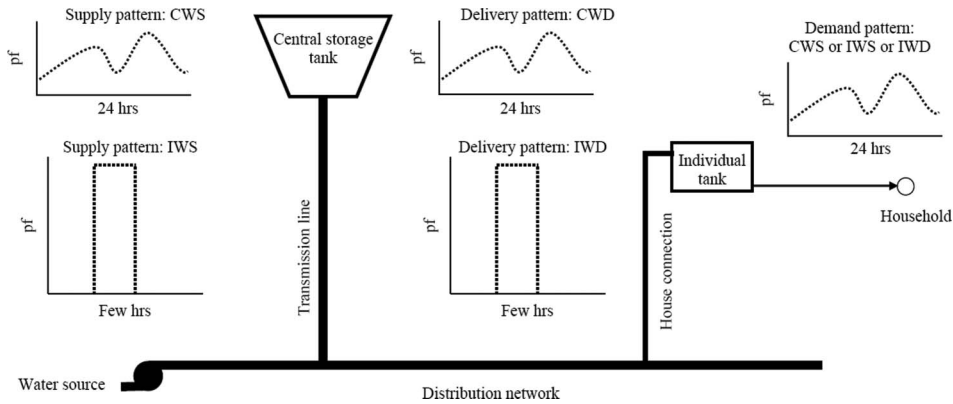 Supply pattern: CWS
pf
24 hrs
Central storage
tank
Delivery pattern: CWD
pf
24 hrs
Demand pattern:
CWS or IWS or IWD
pf
24 hrs
Supply pattern: IWS
pf
Few hrs
Transmission line
Delivery pattern: IWD
pf
Few hrs
Individual
tank
House connection
Household
Water source
Distribution network